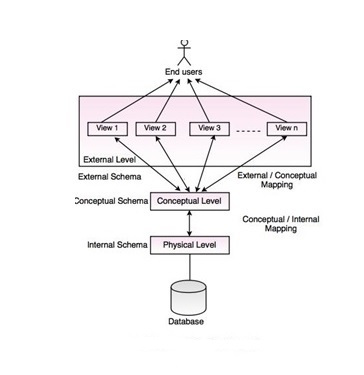 End users
View 1
View 2
View 3
View n
External Level
External Schema
External / Conceptual
Mapping
Conceptual Schema
Conceptual Level
Conceptual / Internal
Mapping
Internal Schema
Physical Level
Database